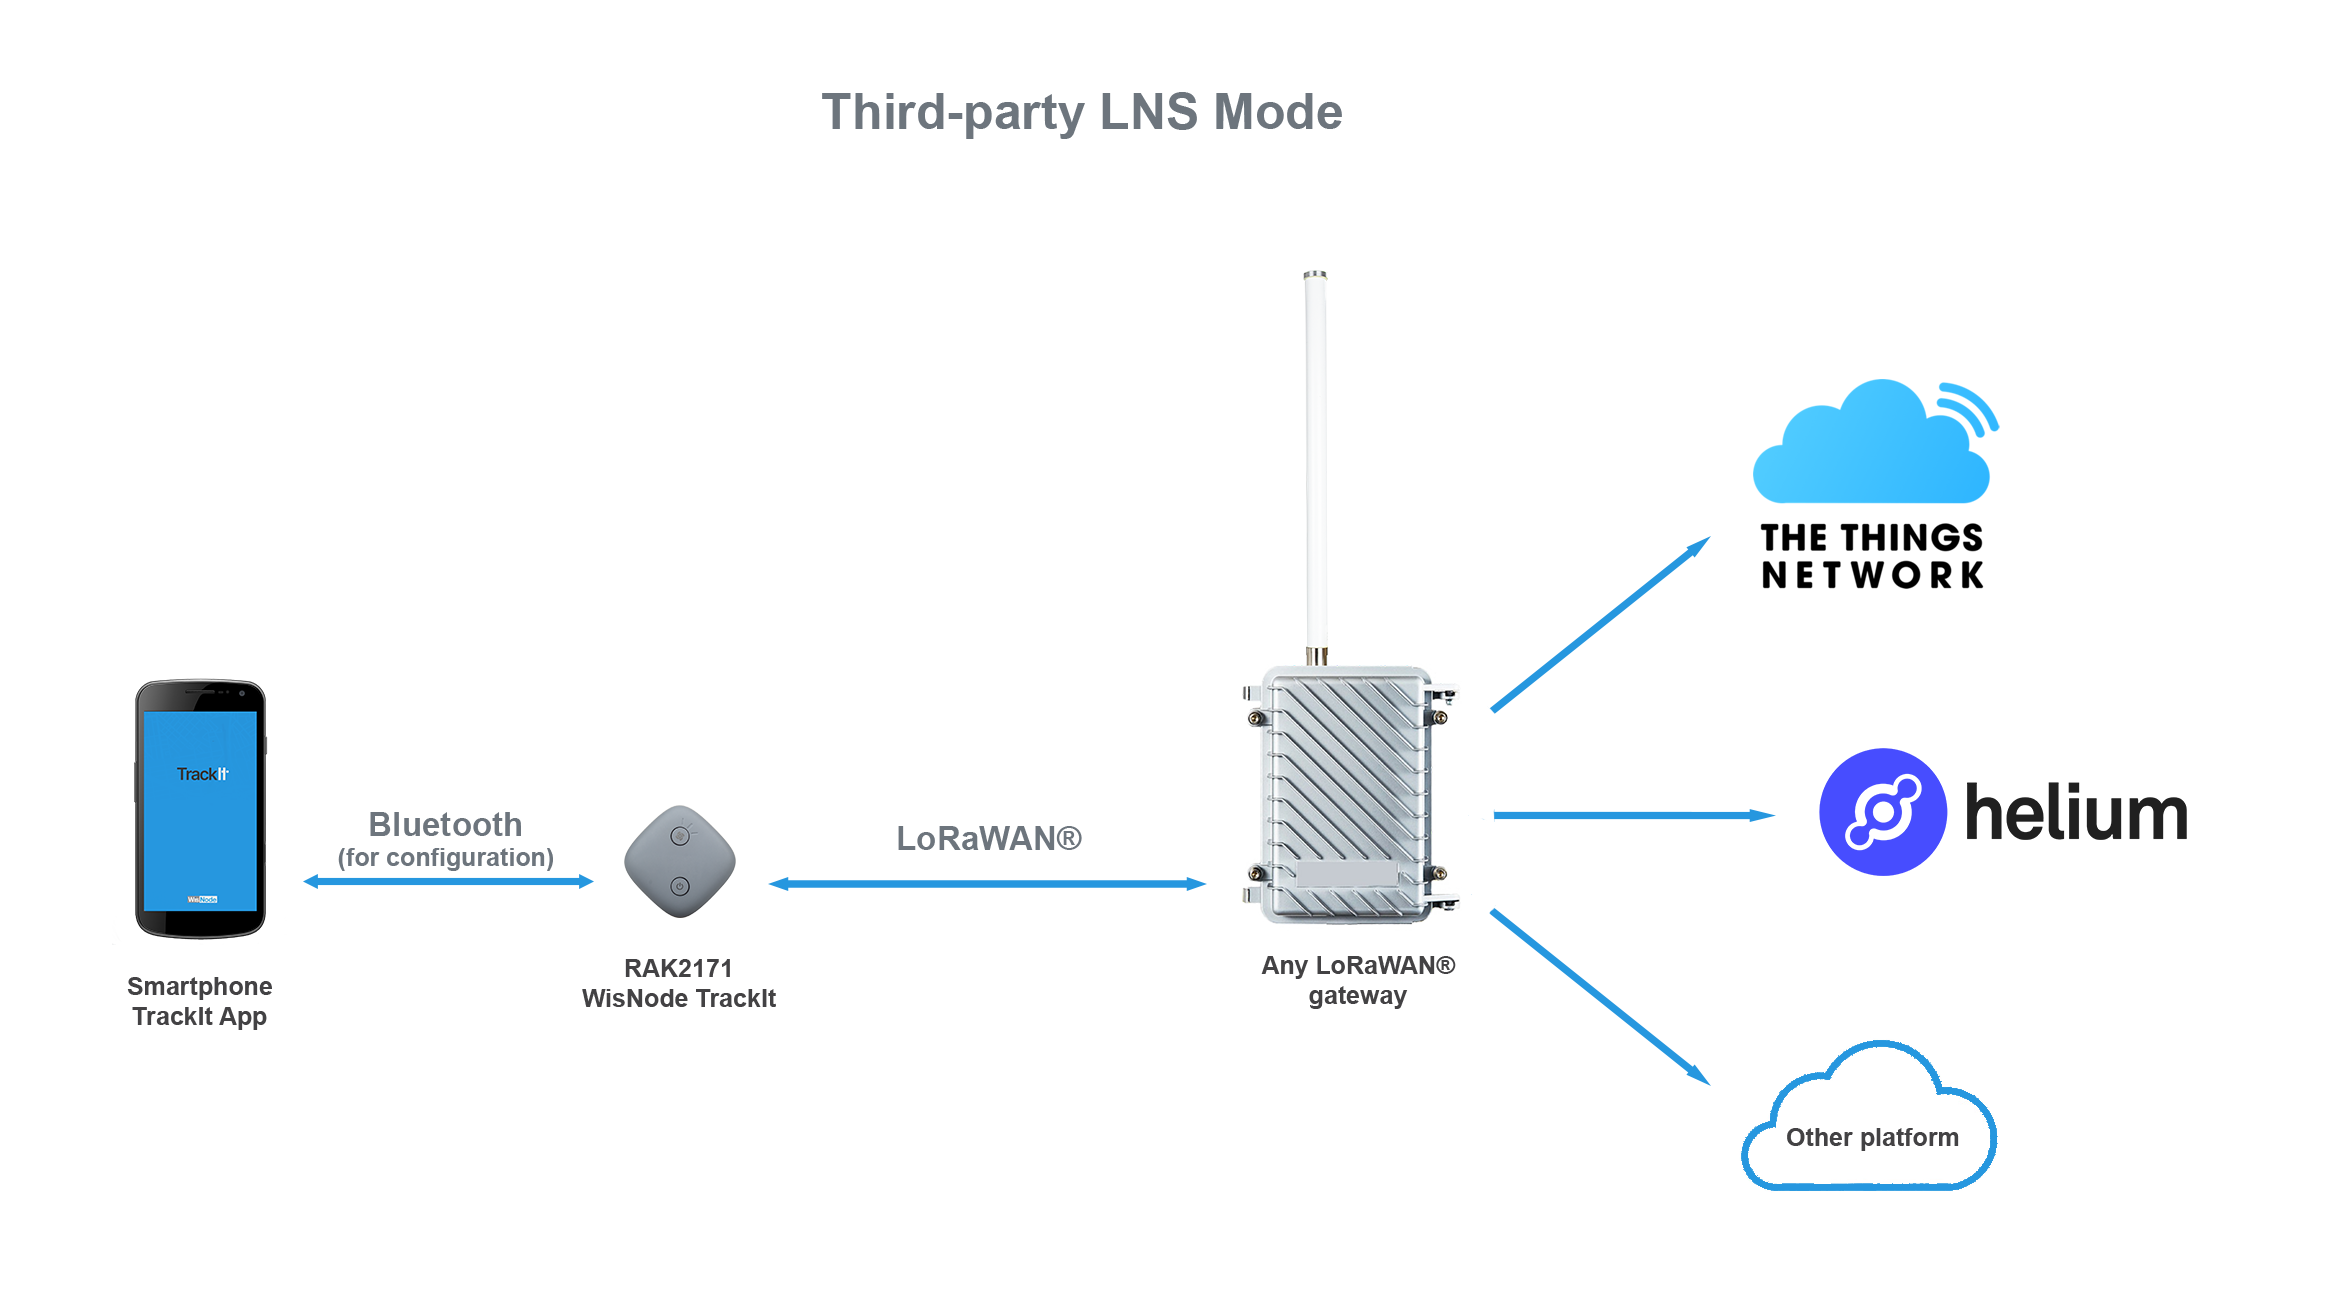 Third-party LNS Mode
THE THINGS
NETWORK
TrackIt
WisNode
Bluetooth
(for configuration)
LoRaWAN®
helium
Smartphone
TrackIt App
RAK2171
WisNode TrackIt
Any LoRaWAN®
gateway
Other platform